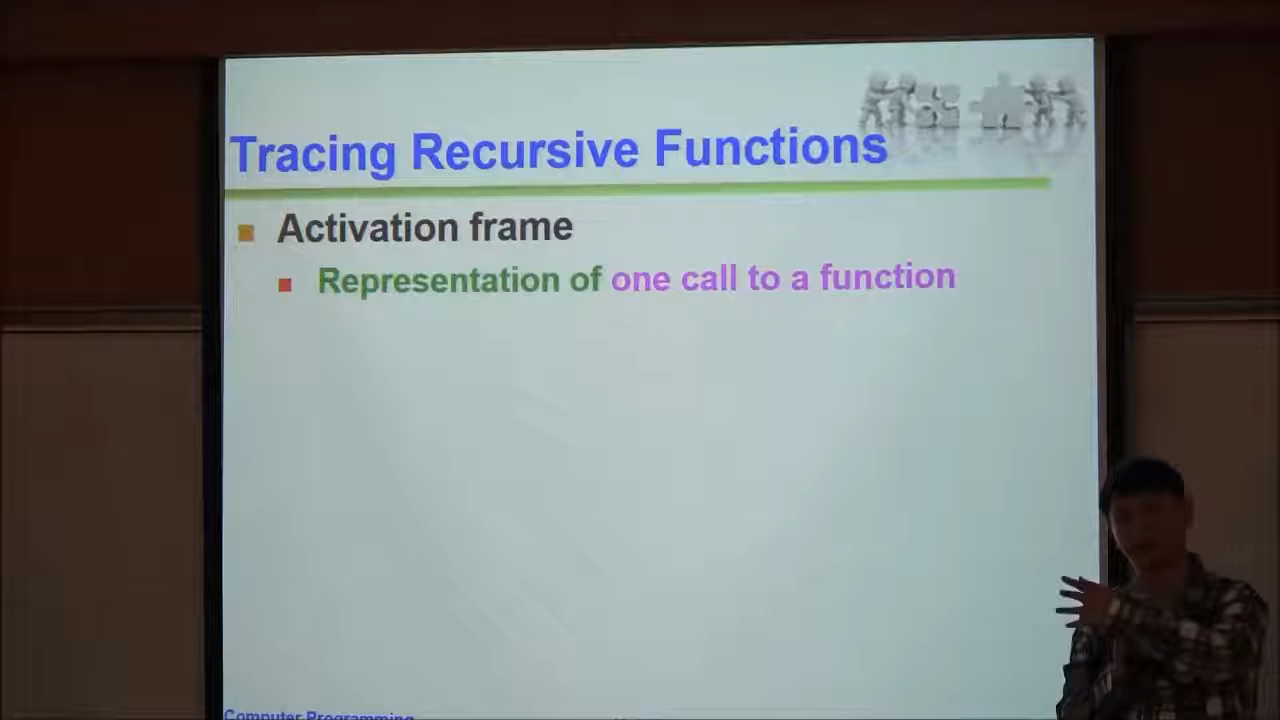 Tracing Recursive Functions
Activation frame
Representation of one call to a function
Computer Programming